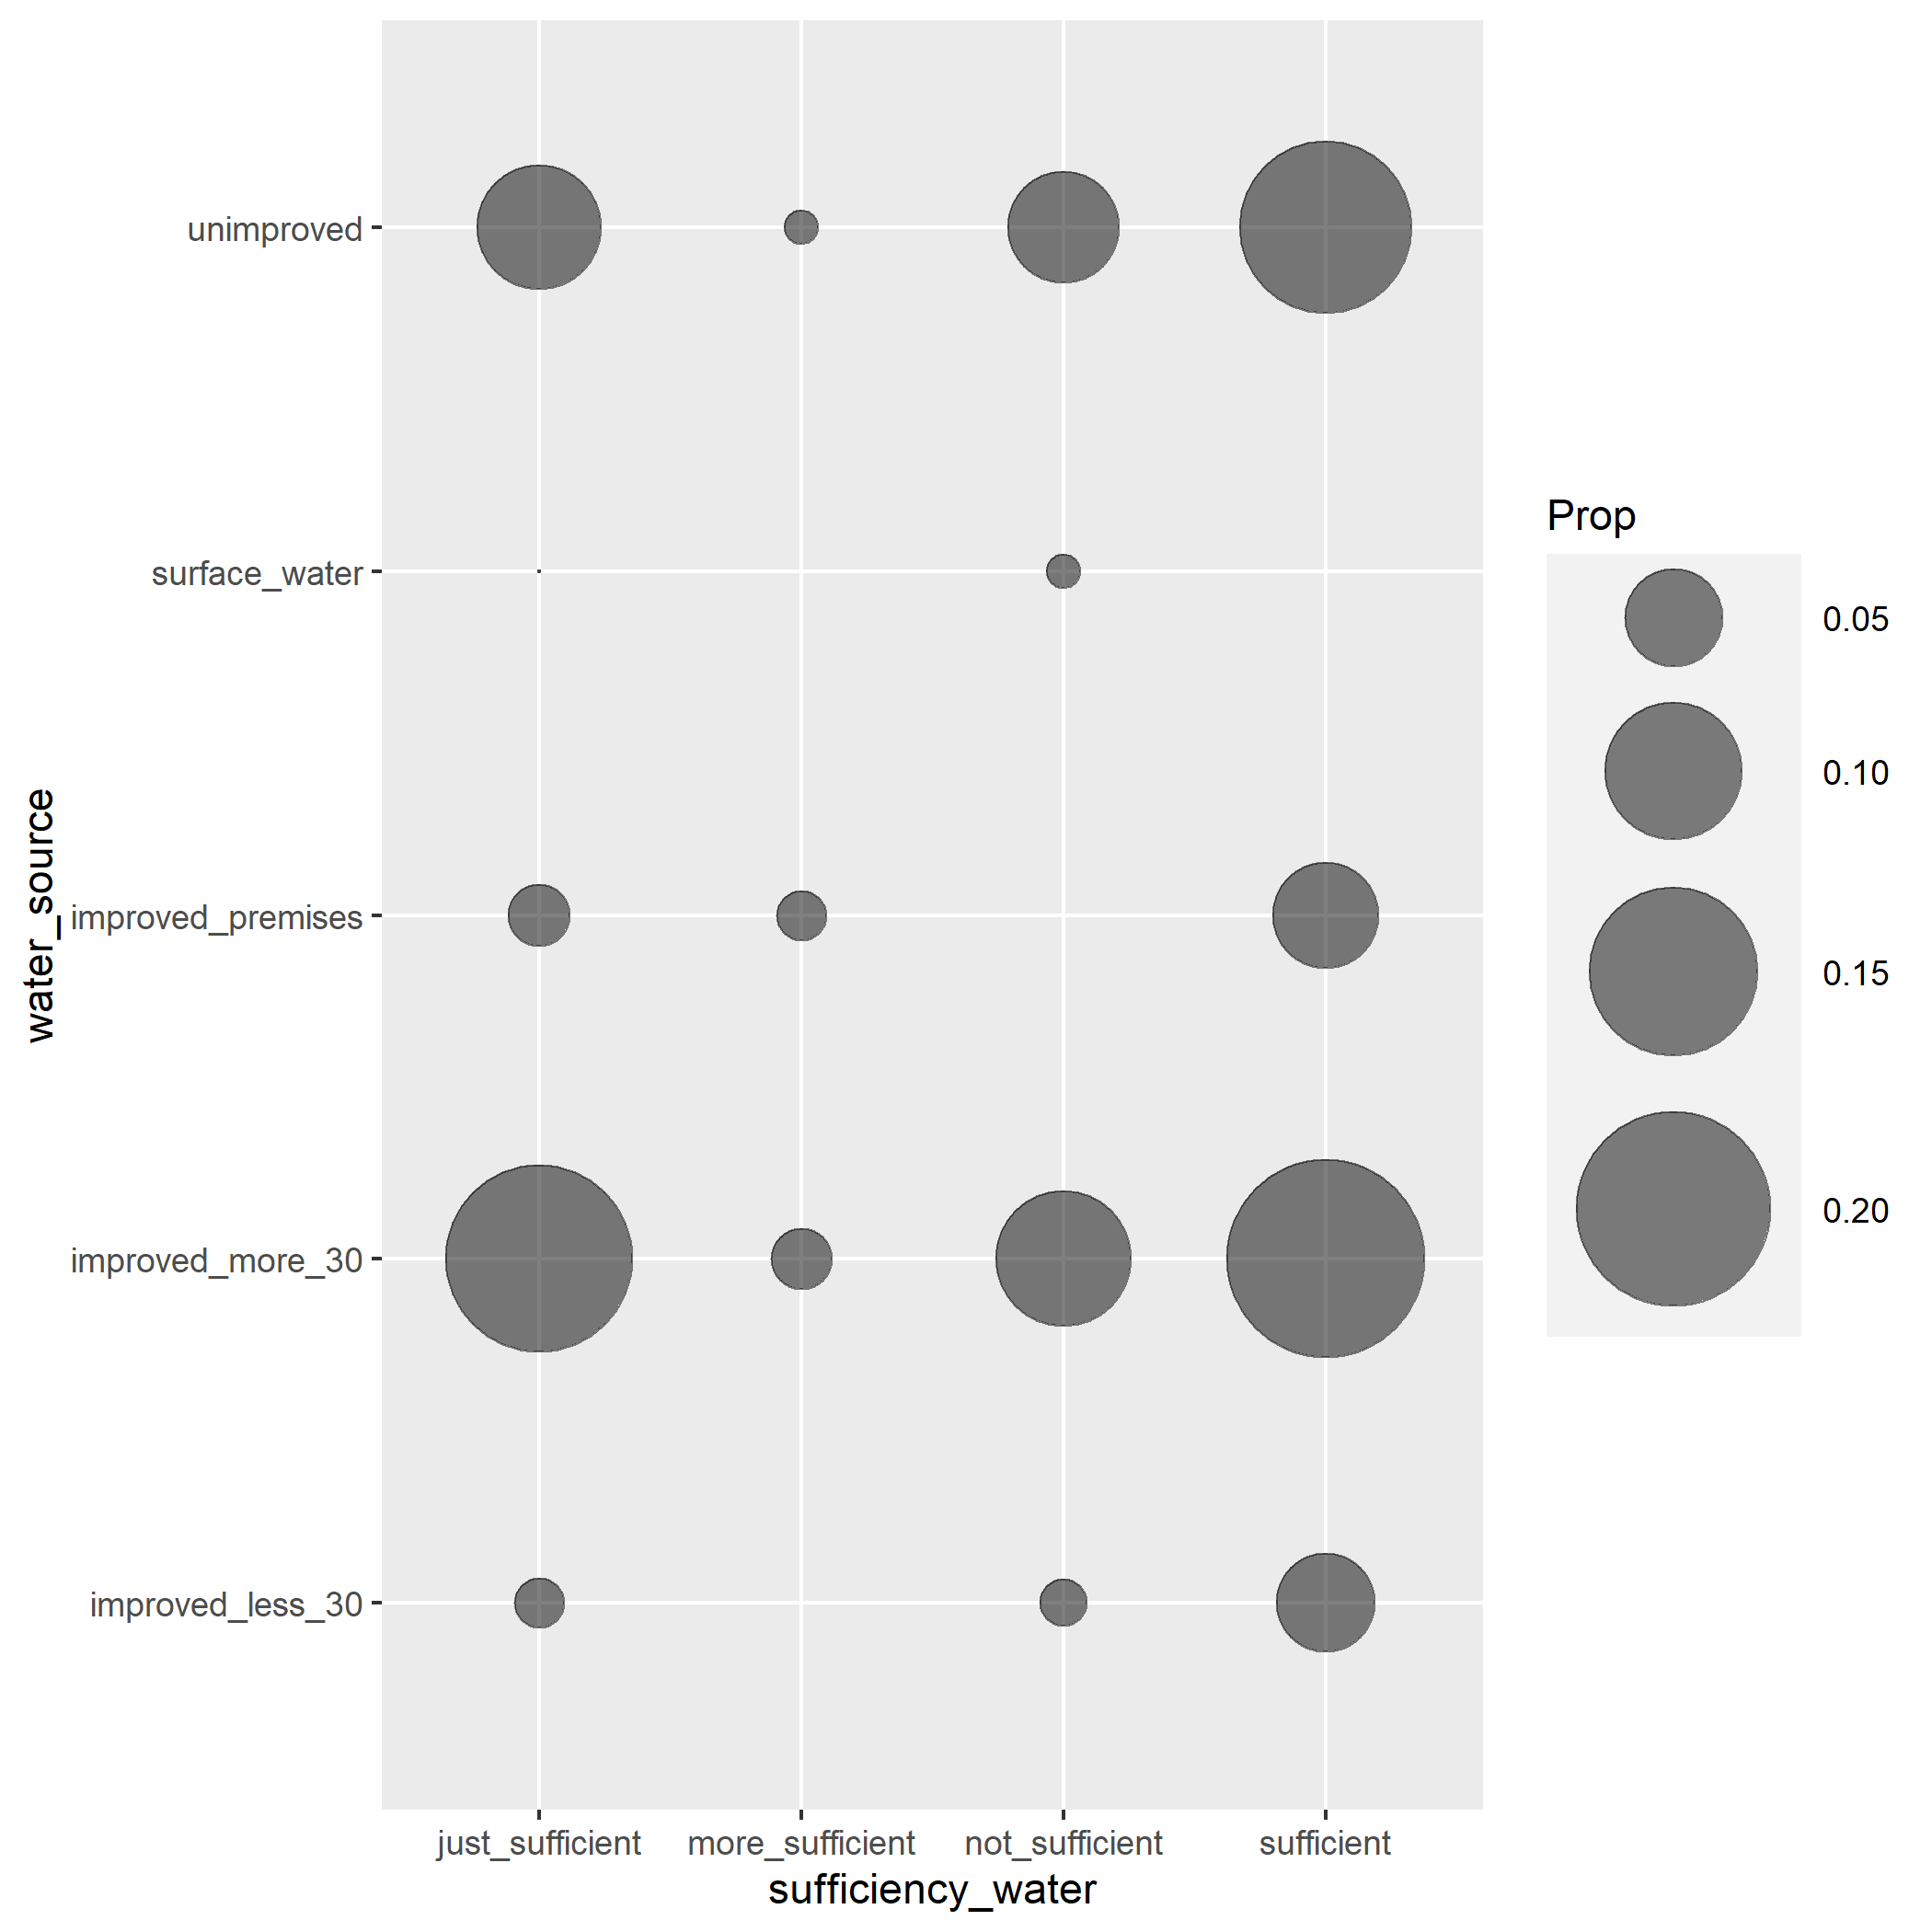 water_source
unimproved
surface_water
improved_premises
improved_more_30
improved_less_30
just_sufficient
more_sufficient
not_sufficient
sufficient
sufficiency_water
Prop
0.05
0.10
0.15
0.20